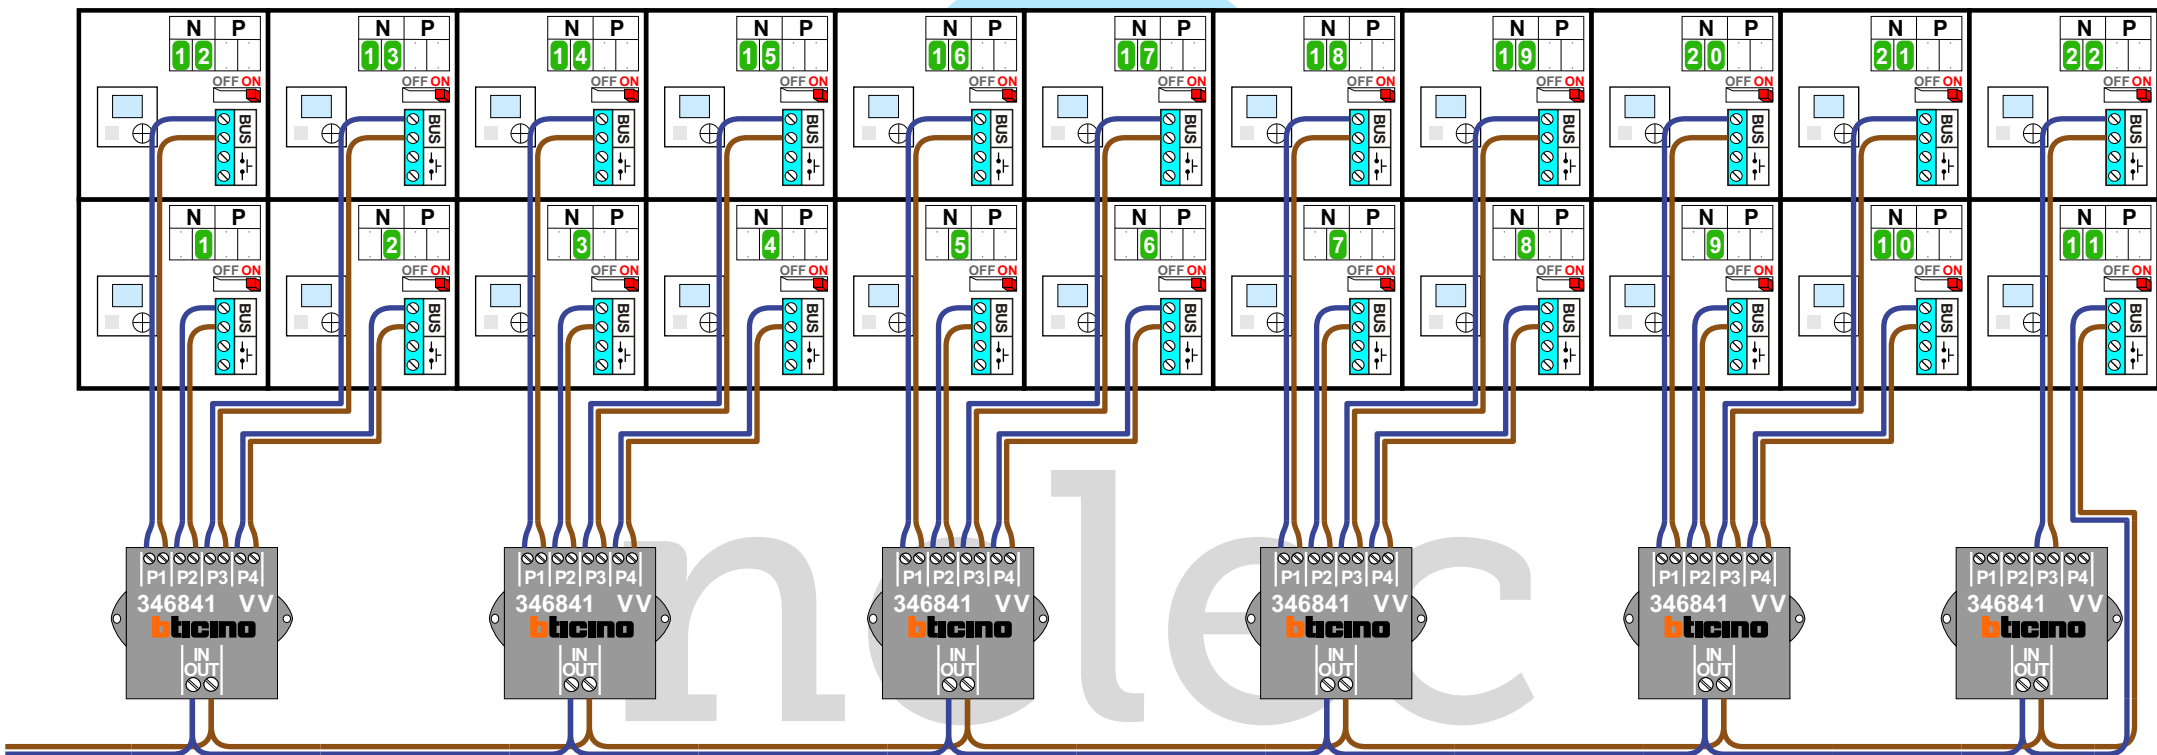 N P N P N P N P N P N P N P N P N P N P N P
12 13 14 15 16 17 18 19 20 21 22
OFF ON OFF ON OFF ON OFF ON OFF ON OFF ON OFF ON OFF ON OFF ON OFF ON OFF ON
BUS BUS BUS BUS BUS BUS BUS BUS BUS BUS BUS
N P N P N P N P N P N P N P N P N P N P N P
1 2 3 4 5 6 7 8 9 10 11
OFF ON OFF ON OFF ON OFF ON OFF ON OFF ON OFF ON OFF ON OFF ON OFF ON OFF ON
BUS BUS BUS BUS BUS BUS BUS BUS BUS BUS BUS
P1 P2 P3 P4 P1 P2 P3 P4 P1 P2 P3 P4 P1 P2 P3 P4 P1 P2 P3 P4 P1 P2 P3 P4
346841 VV 346841 VV 346841 VV 346841 VV 346841 VV 346841 VV
bticino bticino bticino bticino bticino bticino
IN IN IN IN IN IN
OUT OUT OUT OUT OUT OUT
nelec